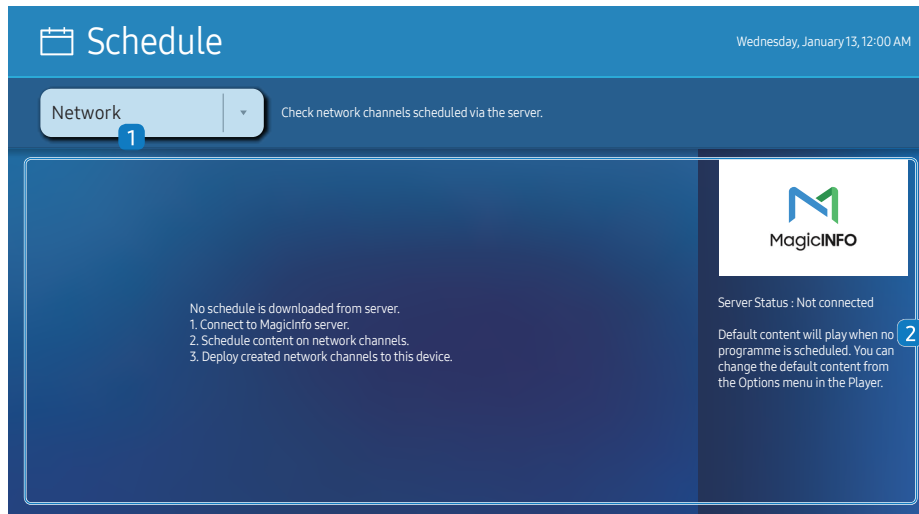 Schedule
Wednesday, January 13, 12:00 AM
Network
1
Check network channels scheduled via the server.
MagicINFO
No schedule is downloaded from server.
1. Connect to MagicInfo server.
2. Schedule content on network channels.
3. Deploy created network channels to this device.
Server Status : Not connected
Default content will play when no
programme is scheduled. You can
change the default content from
the Options menu in the Player.
2